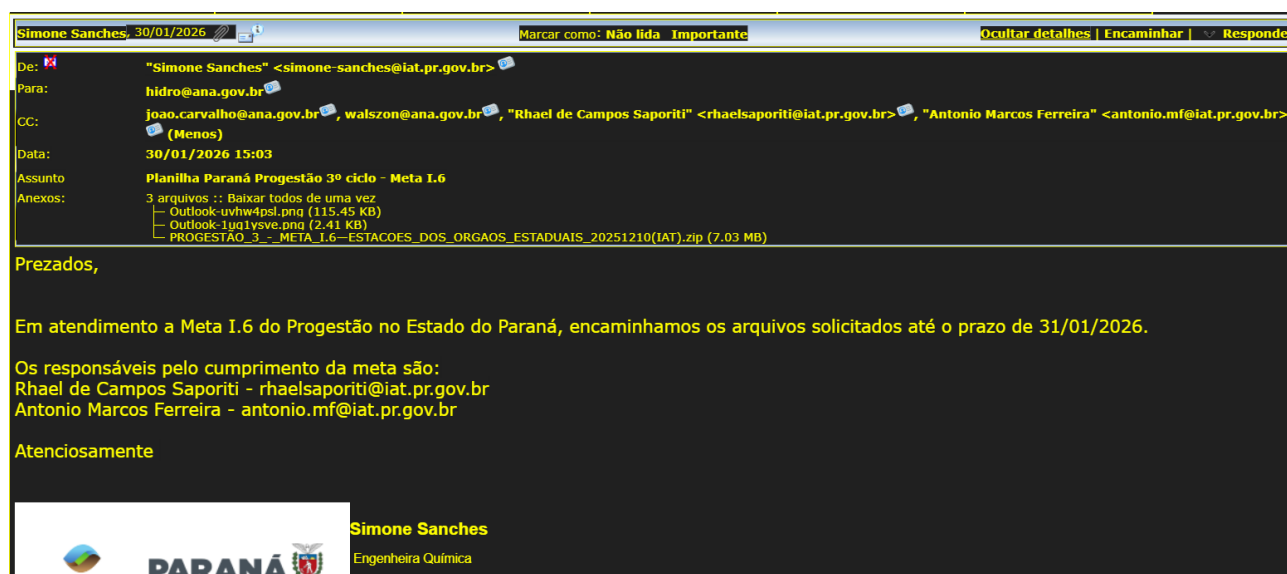 Simone Sanches, 30/01/2026
Marcar como: Não lida Importante
Ocultar detalhes | Encaminhar | Responde
De: "Simone Sanches" <simone-sanches@iat.pr.gov.br>
Para: hidro@ana.gov.br
CC: joao.carvalho@ana.gov.br, walszon@ana.gov.br, "Rhael de Campos Saporiti" <rhaelsaporiti@iat.pr.gov.br>, "Antonio Marcos Ferreira" <antonio.mf@iat.pr.gov.br>
(Menos)
Data: 30/01/2026 15:03
Assunto Planilha Paraná Progestão 3º ciclo - Meta I.6
Anexos: 3 arquivos :: Baixar todos de uma vez
Outlook-uvhw4psl.png (115.45 KB)
Outlook-1ug1ysve.png (2.41 KB)
PROGESTÃO_3_-_META_I.6—ESTACOES_DOS_ORGAOS_ESTADUAIS_20251210(IAT).zip (7.03 MB)
Prezados,
Em atendimento a Meta I.6 do Progestão no Estado do Paraná, encaminhamos os arquivos solicitados até o prazo de 31/01/2026.
Os responsáveis pelo cumprimento da meta são:
Rhael de Campos Saporiti - rhaelsaporiti@iat.pr.gov.br
Antonio Marcos Ferreira - antonio.mf@iat.pr.gov.br
Atenciosamente
Simone Sanches
Engenheira Química
PARANÁ